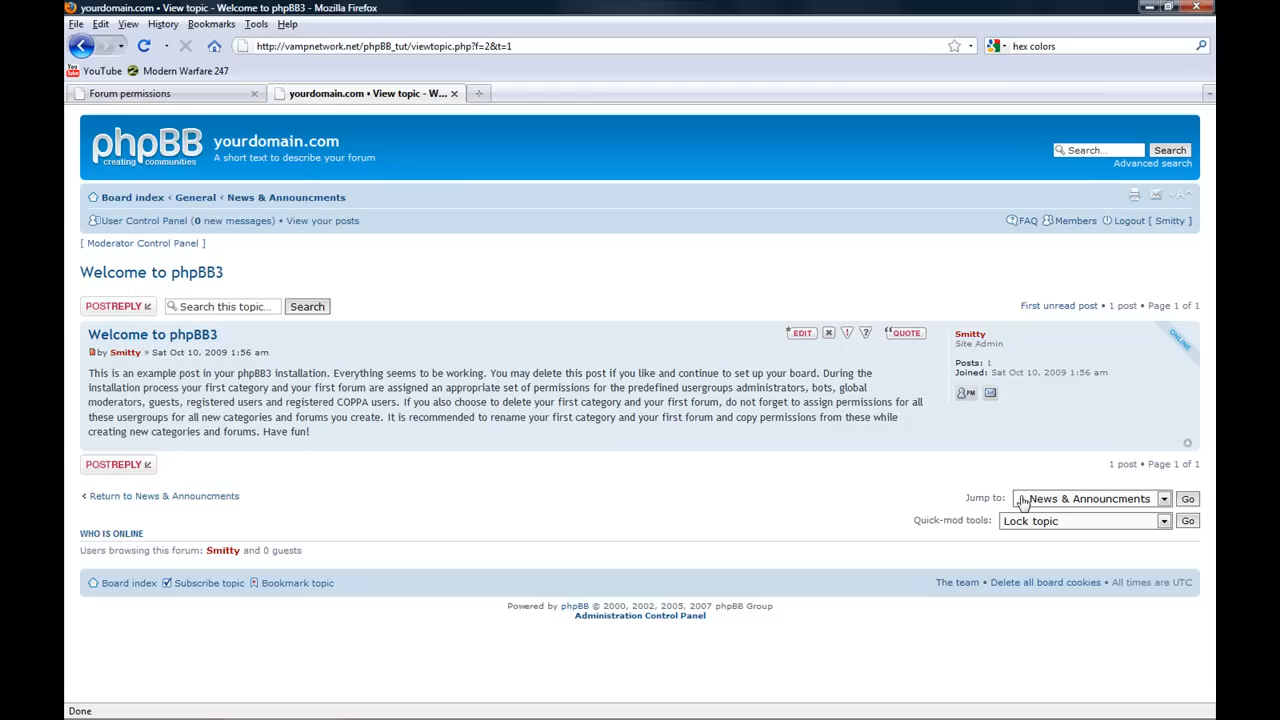 yourdomain.com • View topic - Welcome to phpBB3 - Mozilla Firefox
File Edit View History Bookmarks Tools Help
http://vampnetwork.net/phpBB_tut/viewtopic.php?f=2&t=1
hex colors
You Tube YouTube Modern Warfare 247
Forum permissions
yourdomain.com • View topic - W...
phpBB
creating communities
yourdomain.com
A short text to describe your forum
Search... Search
Advanced search
Board index ‹ General ‹ News & Announcments
User Control Panel (0 new messages) • View your posts
FAQ Members Logout [ Smitty ]
[ Moderator Control Panel ]
Welcome to phpBB3
POSTREPLY Search this topic... Search
First unread post • 1 post • Page 1 of 1
Welcome to phpBB3
EDIT QUOTE
by Smitty » Sat Oct 10, 2009 1:56 am
This is an example post in your phpBB3 installation. Everything seems to be working. You may delete this post if you like and continue to set up your board. During the
installation process your first category and your first forum are assigned an appropriate set of permissions for the predefined usergroups administrators, bots, global
moderators, guests, registered users and registered COPPA users. If you also choose to delete your first category and your first forum, do not forget to assign permissions for all
these usergroups for all new categories and forums you create. It is recommended to rename your first category and your first forum and copy permissions from these while
creating new categories and forums. Have fun!
Smitty
Site Admin
Posts: 1
Joined: Sat Oct 10, 2009 1:56 am
PM
ONLINE
POSTREPLY
1 post • Page 1 of 1
Return to News & Announcments
Jump to: News & Announcments Go
Quick-mod tools: Lock topic Go
WHO IS ONLINE
Users browsing this forum: Smitty and 0 guests
Board index Subscribe topic Bookmark topic
The team • Delete all board cookies • All times are UTC
Powered by phpBB © 2000, 2002, 2005, 2007 phpBB Group
Administration Control Panel
Done